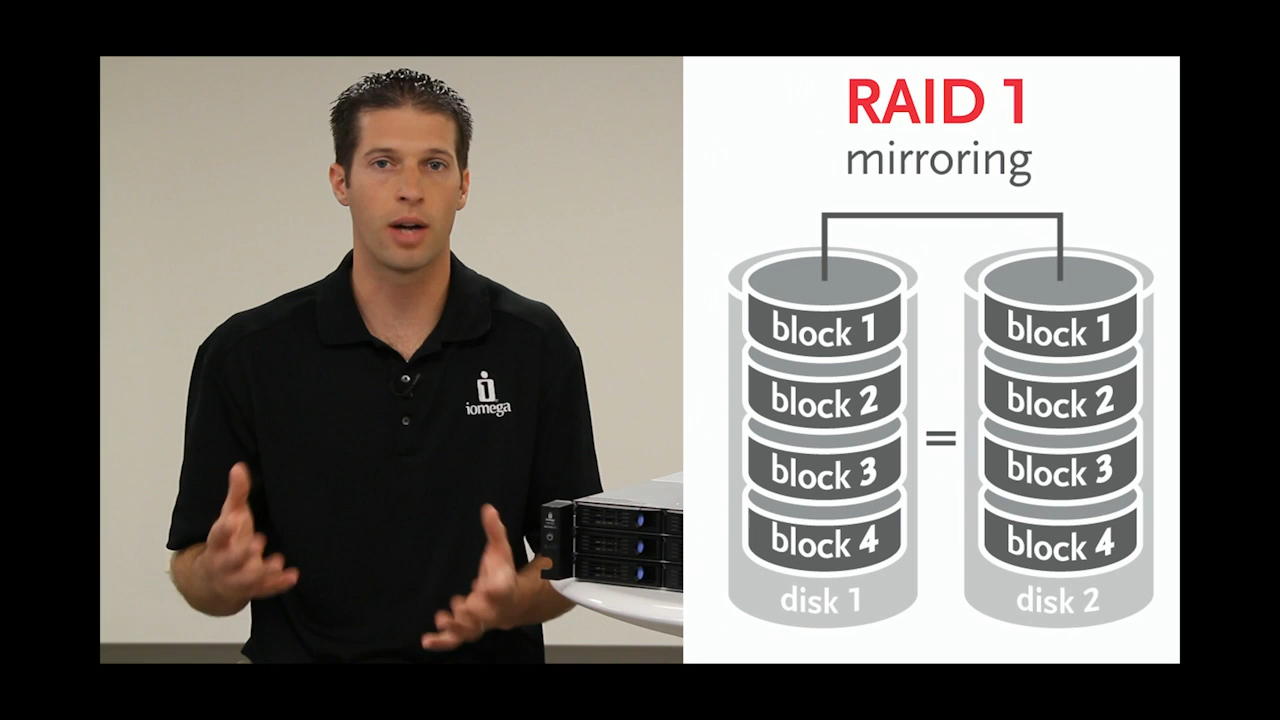 iomega
RAID 1
mirroring
block 1
block 2
block 3
block 4
disk 1
=
block 1
block 2
block 3
block 4
disk 2